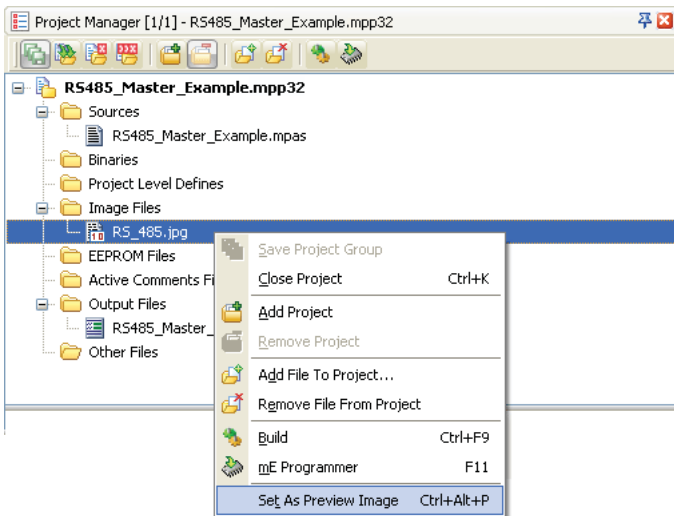 Project Manager [1/1] - RS485_Master_Example.mpp32
RS485_Master_Example.mpp32
Sources
RS485_Master_Example.mpas
Binaries
Project Level Defines
Image Files
RS_485.jpg
EEPROM Files
Active Comments Fi
Output Files
RS485_Master_
Other Files
Save Project Group
Close Project Ctrl+K
Add Project
Remove Project
Add File To Project...
Remove File From Project
Build Ctrl+F9
mE Programmer F11
Set As Preview Image Ctrl+Alt+P